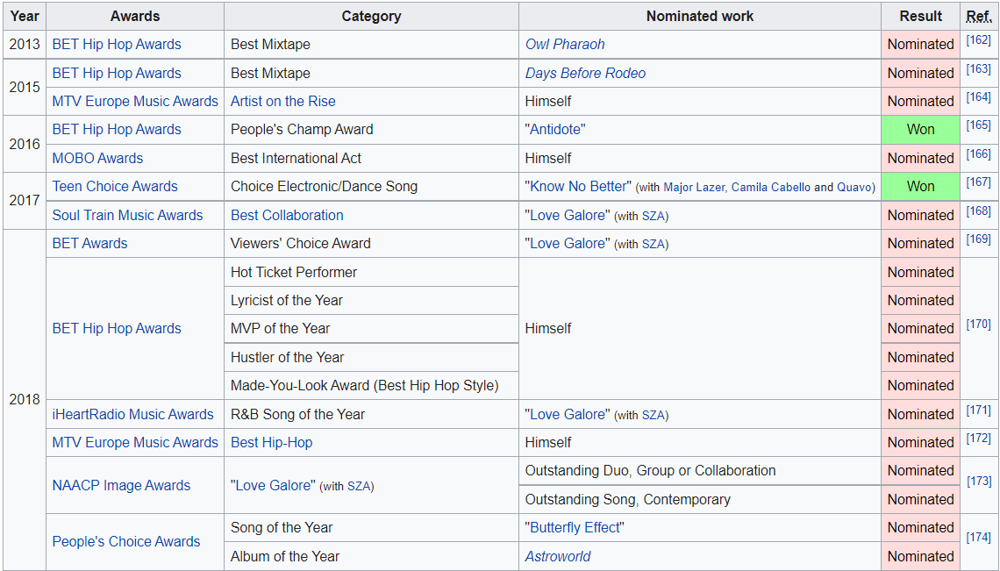 Year Awards Category Nominated work Result Ref.
2013 BET Hip Hop Awards Best Mixtape Owl Pharaoh Nominated [162]
2015 BET Hip Hop Awards Best Mixtape Days Before Rodeo Nominated [163]
MTV Europe Music Awards Artist on the Rise Himself Nominated [164]
2016 BET Hip Hop Awards People's Champ Award "Antidote" Won [165]
MOBO Awards Best International Act Himself Nominated [166]
2017 Teen Choice Awards Choice Electronic/Dance Song "Know No Better" (with Major Lazer, Camila Cabello and Quavo) Won [167]
Soul Train Music Awards Best Collaboration "Love Galore" (with SZA) Nominated [168]
2018 BET Awards Viewers' Choice Award "Love Galore" (with SZA) Nominated [169]
BET Hip Hop Awards Hot Ticket Performer Himself Nominated [170]
Lyricist of the Year Nominated
MVP of the Year Nominated
Hustler of the Year Nominated
Made-You-Look Award (Best Hip Hop Style) Nominated
iHeartRadio Music Awards R&B Song of the Year "Love Galore" (with SZA) Nominated [171]
MTV Europe Music Awards Best Hip-Hop Himself Nominated [172]
NAACP Image Awards "Love Galore" (with SZA) Outstanding Duo, Group or Collaboration Nominated [173]
Outstanding Song, Contemporary Nominated
People's Choice Awards Song of the Year "Butterfly Effect" Nominated [174]
Album of the Year Astroworld Nominated